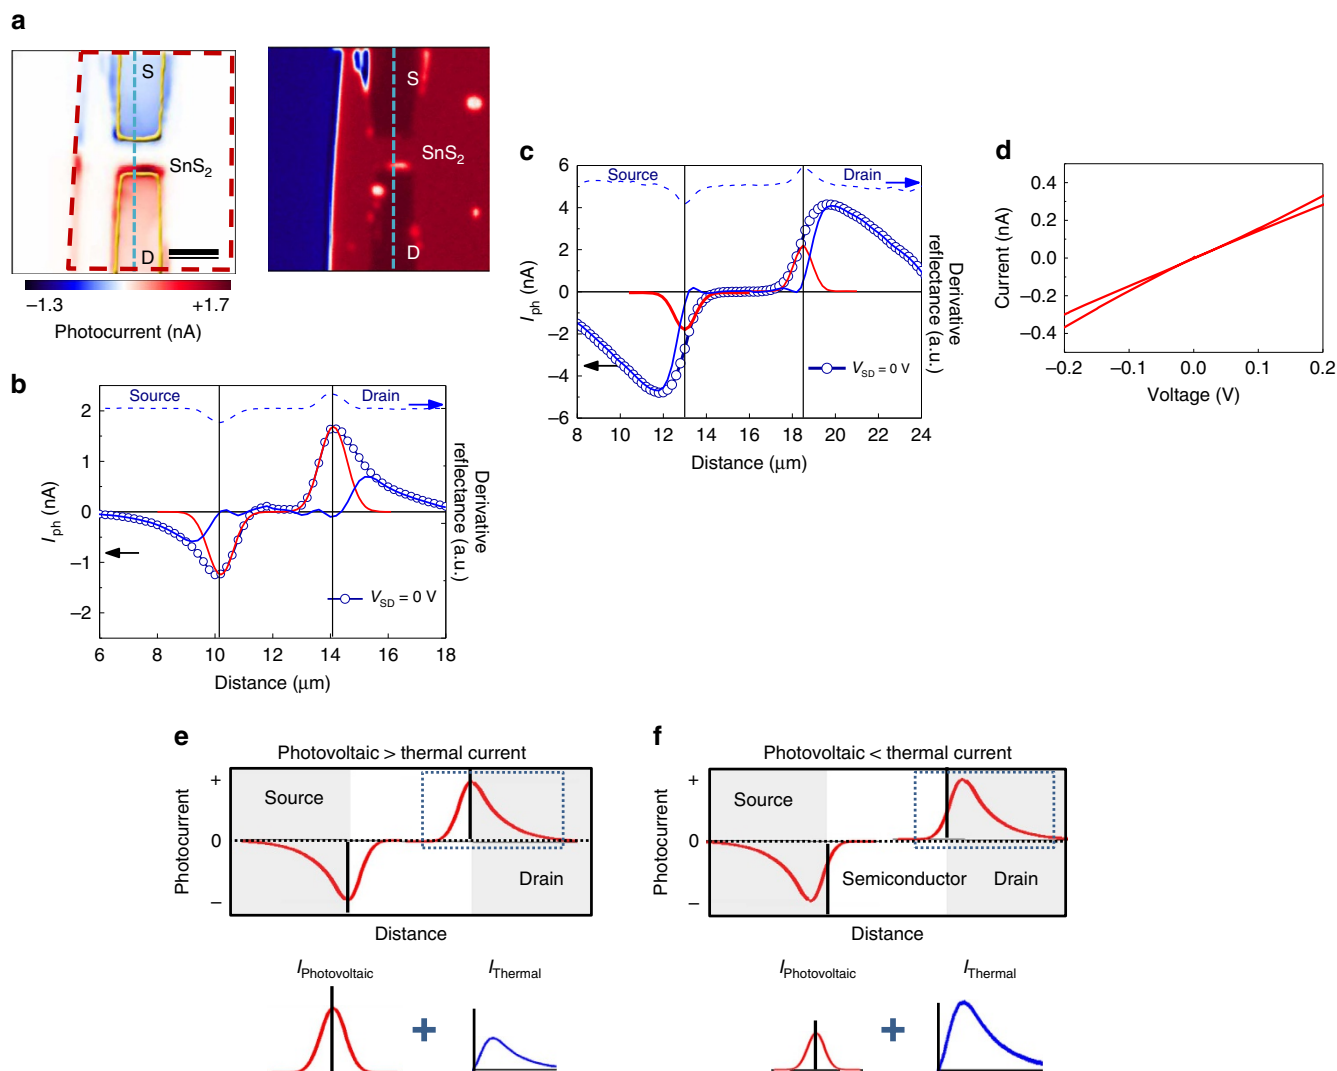 a
S
SnS2
D
−1.3 +1.7
Photocurrent (nA)
S
SnS2
D
b
Source Drain
2
1
0
−1
−2
Iph (nA)
Derivative
reflectance
(a.u.)
VSD = 0 V
6 8 10 12 14 16 18
Distance (μm)
c
Source Drain
6
4
2
0
−2
−4
−6
Iph (nA)
Derivative
reflectance (a.u.)
VSD = 0 V
8 10 12 14 16 18 20 22 24
Distance (μm)
d
0.4
0.2
0.0
−0.2
−0.4
Current (nA)
−0.2 −0.1 0.0 0.1 0.2
Voltage (V)
e
Photovoltaic > thermal current
+
0
−
Photocurrent
Source
Drain
Distance
IPhotovoltaic IThermal
+
f
Photovoltaic < thermal current
+
0
−
Photocurrent
Source
Semiconductor Drain
Distance
IPhotovoltaic IThermal
+